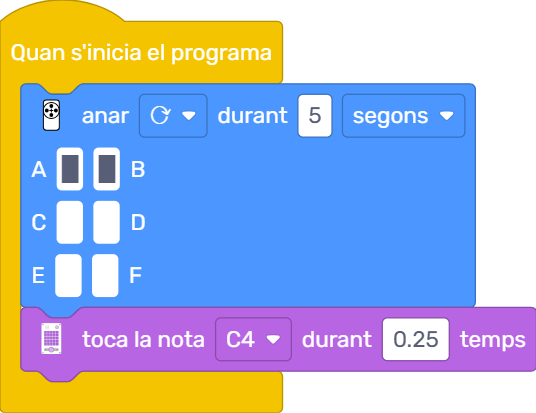 Quan s'inicia el programa
anar durant 5 segons
A B
C D
E F
toca la nota C4 durant 0.25 temps